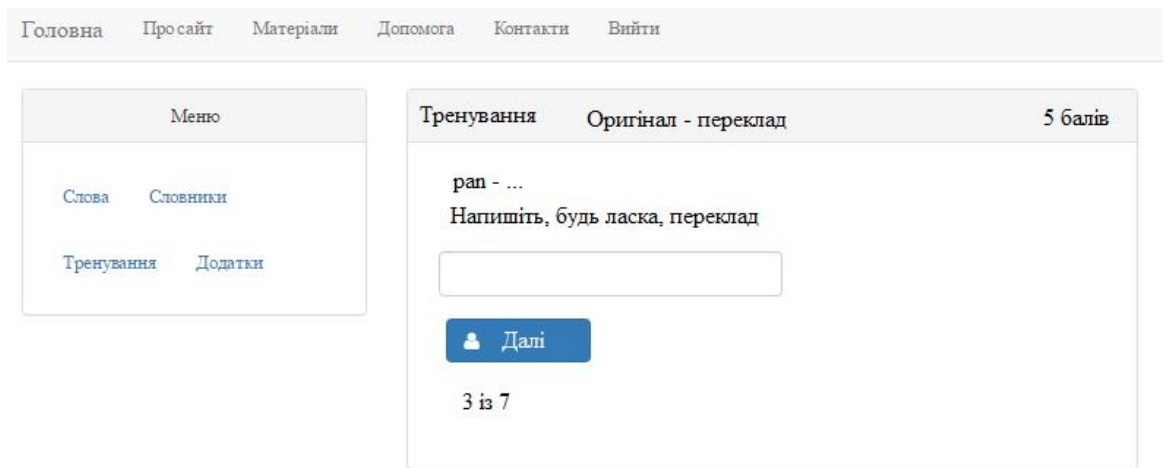 Головна Про сайт Матеріали Допомога Контакти Вийти
Меню
Слова Словники
Тренування Додатки
Тренування Оригінал - переклад 5 балів
pan - ...
Напишіть, будь ласка, переклад
Далі
3 із 7